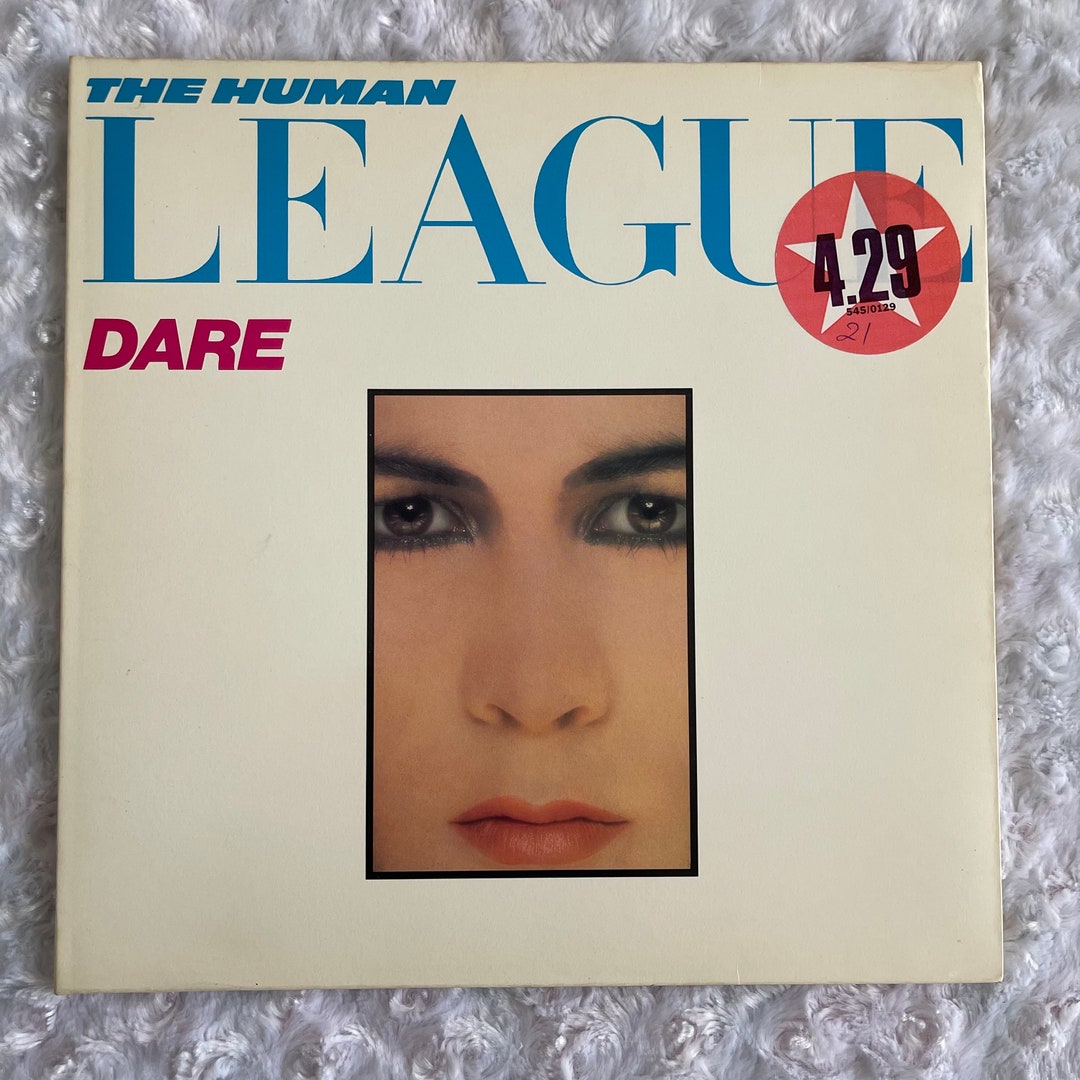 THE HUMAN
LEAGUE
4.29
545/0129
21
DARE